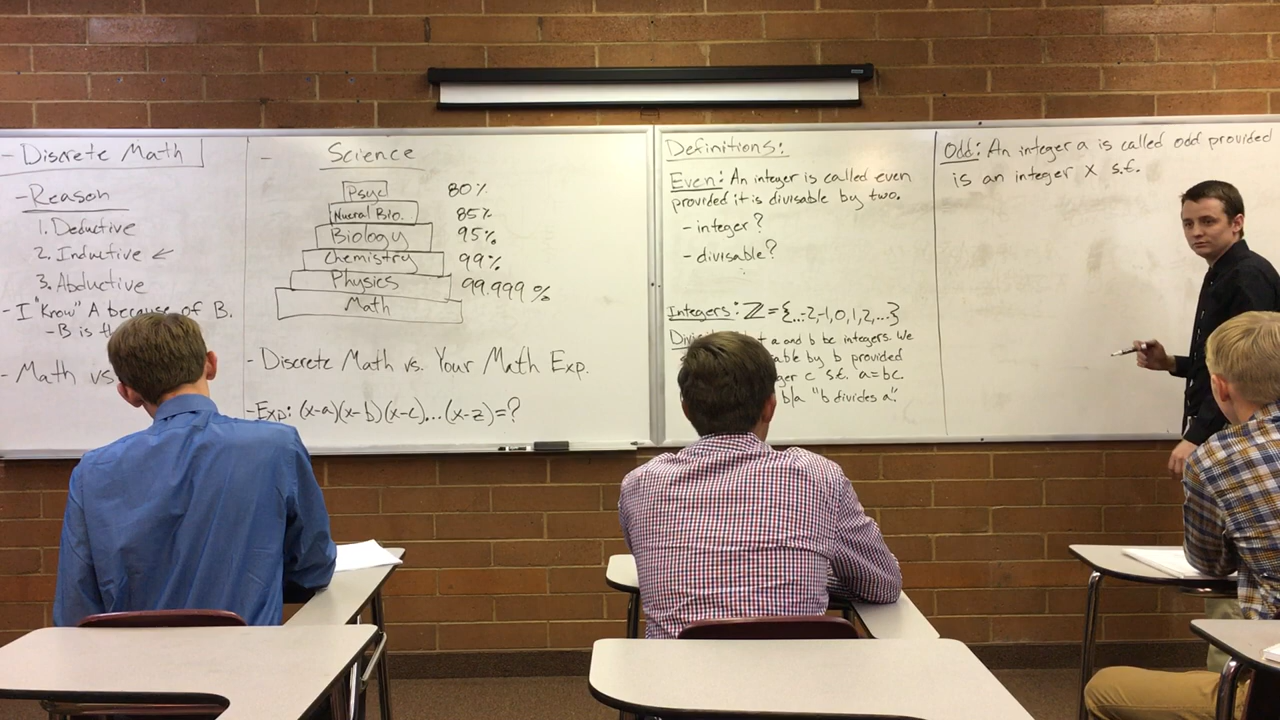 - Discrete Math
- Reason
1. Deductive
2. Inductive ←
3. Abductive
- I "Know" A because of B.
- B is
- Math vs
- Science
Psyc 80%
Nueral Bio. 85%
Biology 95%
Chemistry 99%
Physics 99.999%
Math
- Discrete Math vs. Your Math Exp.
- Exp: (x-a)(x-b)(x-c)...(x-z)=?
Definitions:
Even: An integer is called even
provided it is divisable by two.
- integer?
- divisable?
Integers: ℤ = {...-2,-1,0,1,2,...}
a and b be integers. We
by b provided
c s.t. a=bc.
b|a "b divides a".
Odd: An integer a is called odd provided
is an integer x s.t.